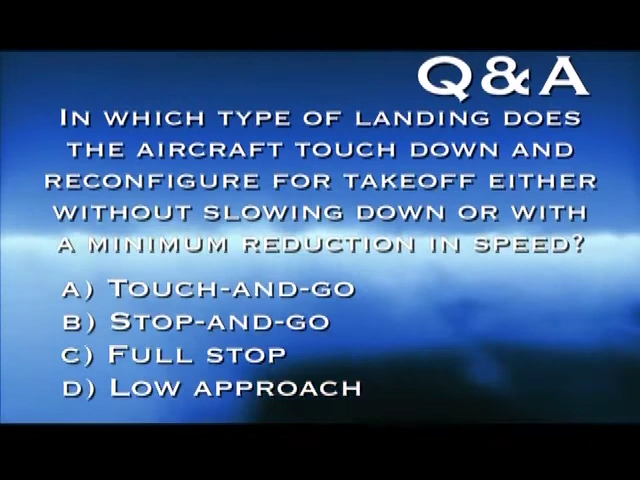 Q&A
In which type of landing does
the aircraft touch down and
reconfigure for takeoff either
without slowing down or with
a minimum reduction in speed?
a) Touch-and-go
b) Stop-and-go
c) Full stop
d) Low approach